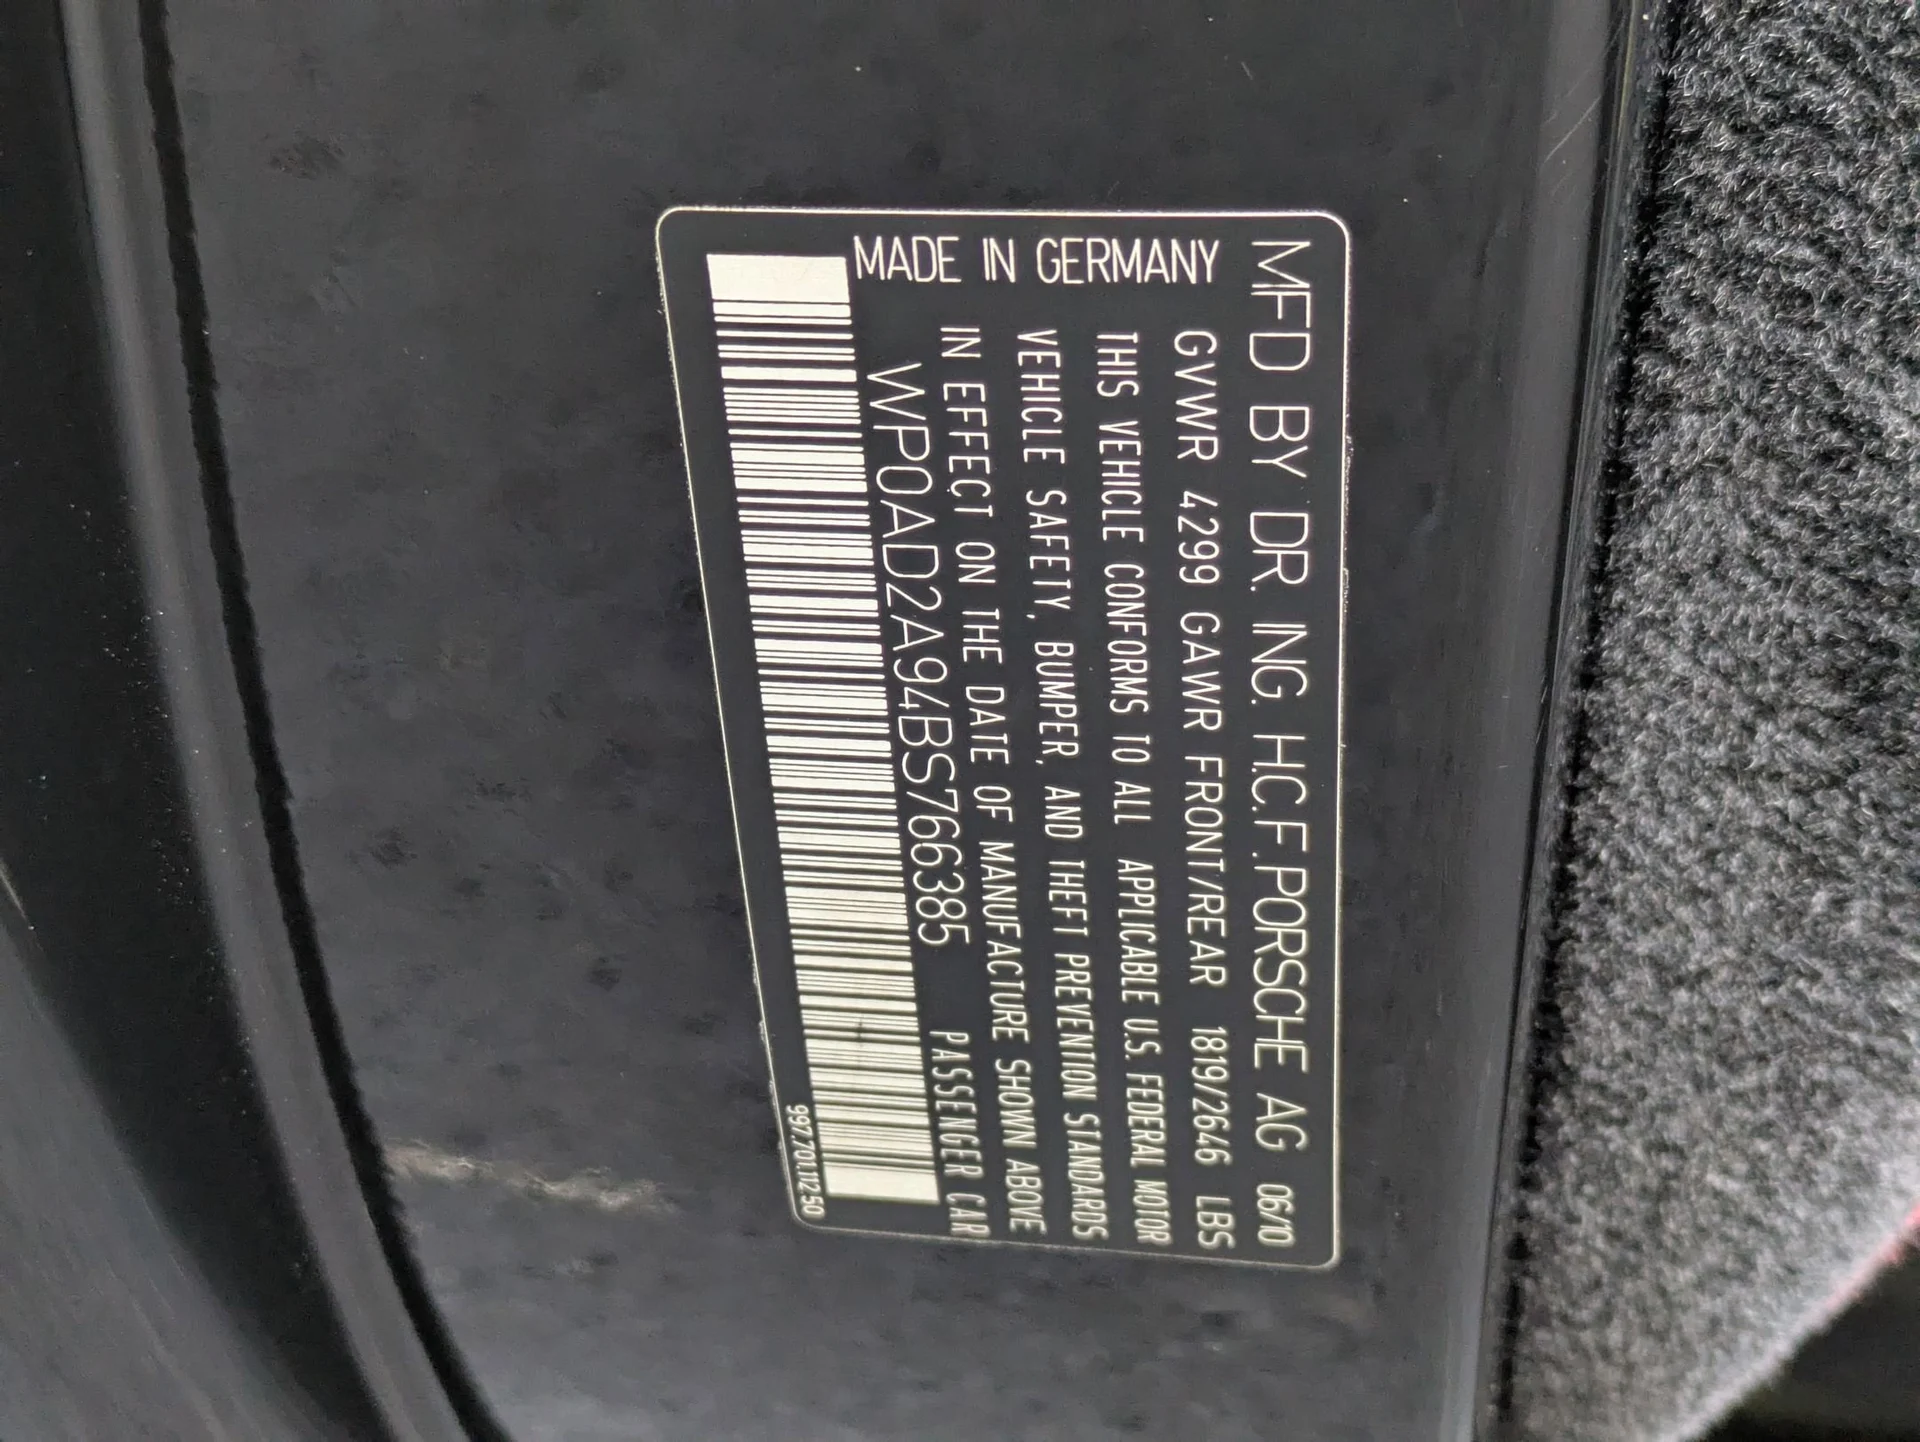 MFD BY DR. ING. H.C.F. PORSCHE AG 06/10
GVWR 4299 GAWR FRONT/REAR 1819/2646 LBS
THIS VEHICLE CONFORMS TO ALL APPLICABLE U.S. FEDERAL MOTOR
VEHICLE SAFETY, BUMPER, AND THEFT PREVENTION STANDARDS
IN EFFECT ON THE DATE OF MANUFACTURE SHOWN ABOVE
MADE IN GERMANY
WP0AD2A94BS766385 PASSENGER CAR
997.701.112.50